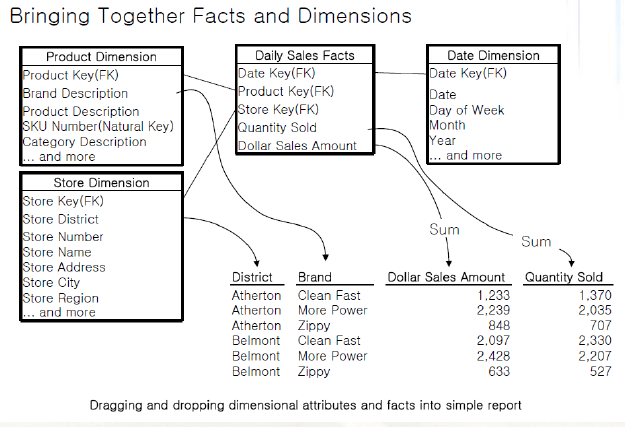 Bringing Together Facts and Dimensions
Product Dimension
Product Key(FK)
Brand Description
Product Description
SKU Number(Natural Key)
Category Description
... and more
Daily Sales Facts
Date Key(FK)
Product Key(FK)
Store Key(FK)
Quantity Sold
Dollar Sales Amount
Date Dimension
Date Key(FK)
Date
Day of Week
Month
Year
... and more
Store Dimension
Store Key(FK)
Store District
Store Number
Store Name
Store Address
Store City
Store Region
... and more
Sum
Sum
District Brand Dollar Sales Amount Quantity Sold
Atherton Clean Fast 1,233 1,370
Atherton More Power 2,239 2,035
Atherton Zippy 848 707
Belmont Clean Fast 2,097 2,330
Belmont More Power 2,428 2,207
Belmont Zippy 633 527
Dragging and dropping dimensional attributes and facts into simple report